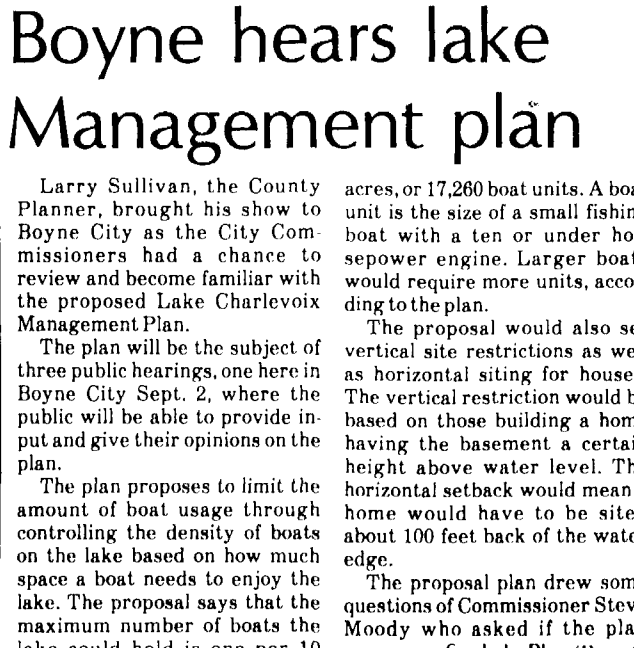 Boyne hears lake
Management plan
Larry Sullivan, the County
Planner, brought his show to
Boyne City as the City Com-
missioners had a chance to
review and become familiar with
the proposed Lake Charlevoix
Management Plan.
The plan will be the subject of
three public hearings, one here in
Boyne City Sept. 2, where the
public will be able to provide in-
put and give their opinions on the
plan.
The plan proposes to limit the
amount of boat usage through
controlling the density of boats
on the lake based on how much
space a boat needs to enjoy the
lake. The proposal says that the
maximum number of boats the
lake could hold is one per 10
acres, or 17,260 boat units. A boa
unit is the size of a small fishin
boat with a ten or under ho
sepower engine. Larger boat
would require more units, acco
ding to the plan.
The proposal would also se
vertical site restrictions as we
as horizontal siting for house
The vertical restriction would b
based on those building a hom
having the basement a certai
height above water level. Th
horizontal setback would mean
home would have to be site
about 100 feet back of the wate
edge.
The proposal plan drew som
questions of Commissioner Stev
Moody who asked if the pla